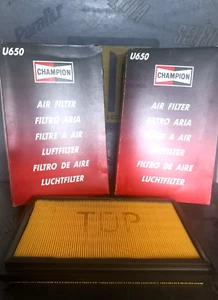 U650
CHAMPION
AIR FILTER
FILTRO ARIA
FILTRE A AIR
LUFTFILTER
FILTRO DE AIRE
LUCHTFILTER
U650
CHAMPION
AIR FILTER
FILTRO ARIA
FILTRE A AIR
LUFTFILTER
FILTRO DE AIRE
LUCHTFILTER
TOP